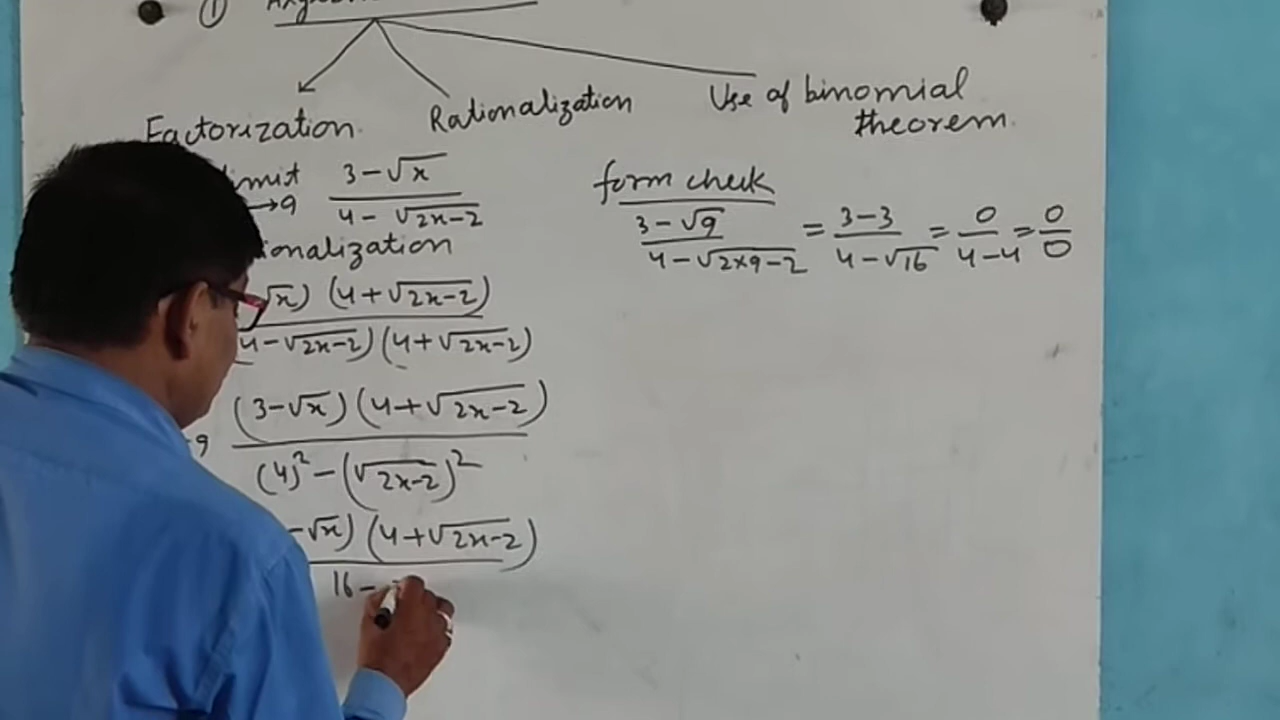 ①
Factorization. Rationalization Use of binomial
theorem.
→9 (3-√x)/(4-√(2x-2))
form check
(3-√9)/(4-√(2×9-2)) = (3-3)/(4-√16) = 0/(4-4) = 0/0
√x) (4+√(2x-2))
4-√(2x-2)) (4+√(2x-2))
9 (3-√x) (4+√(2x-2))
(4)² - (√(2x-2))²
-√x) (4+√(2x-2))
16-